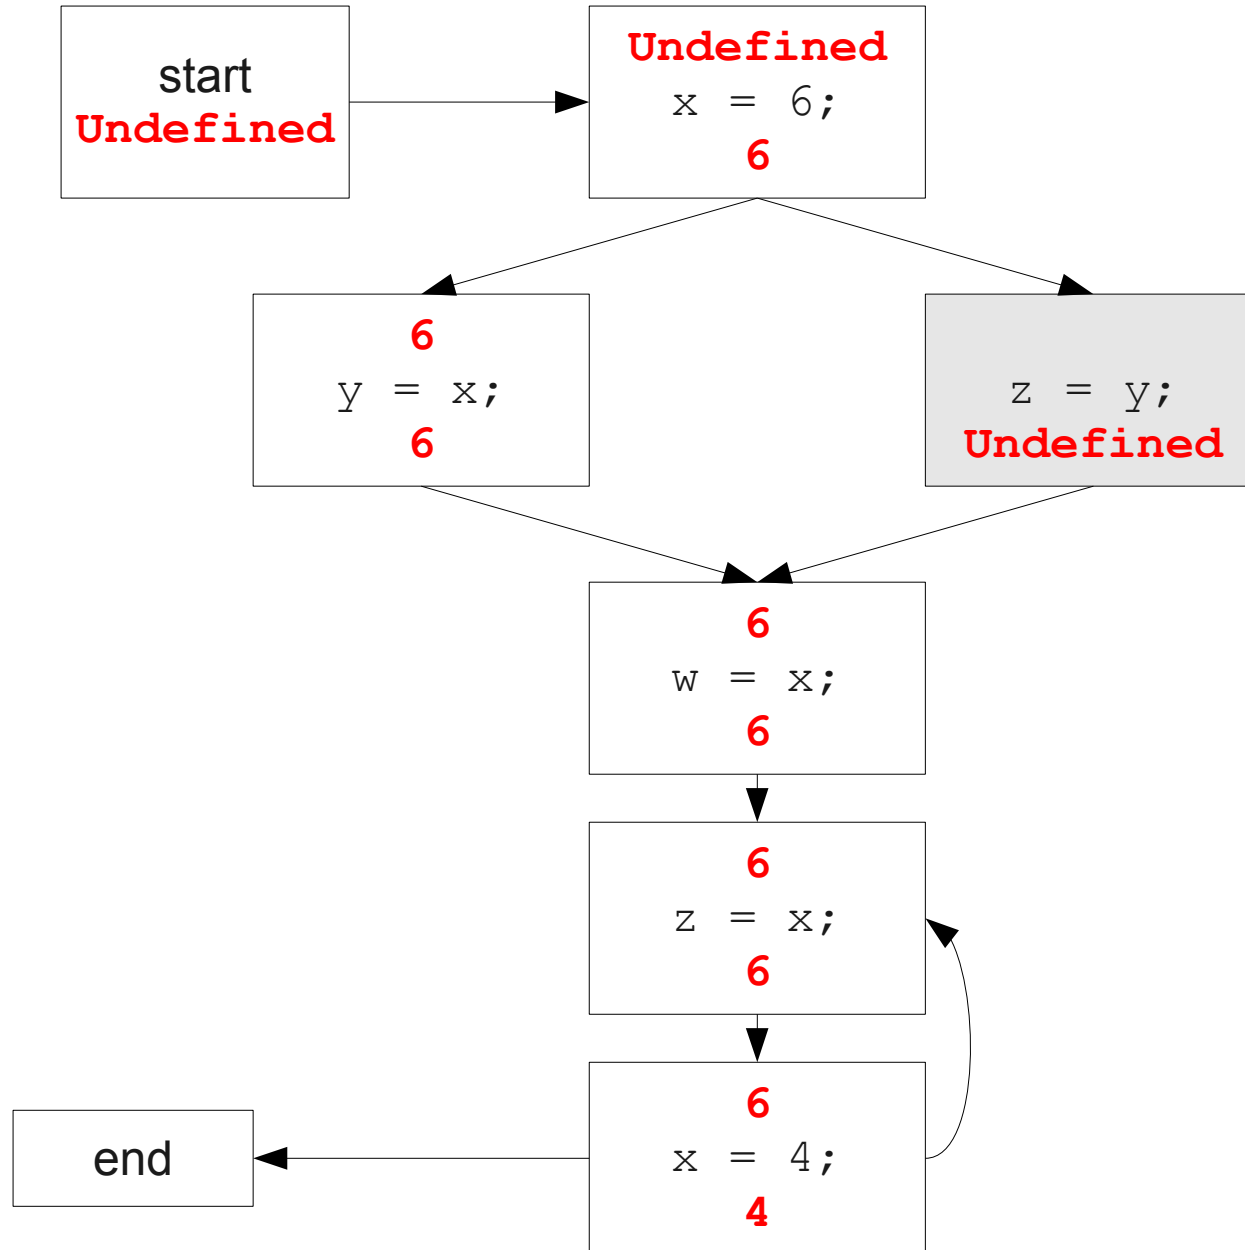 start
Undefined
Undefined
x = 6;
6
6
y = x;
6
z = y;
Undefined
6
w = x;
6
6
z = x;
6
end
6
x = 4;
4